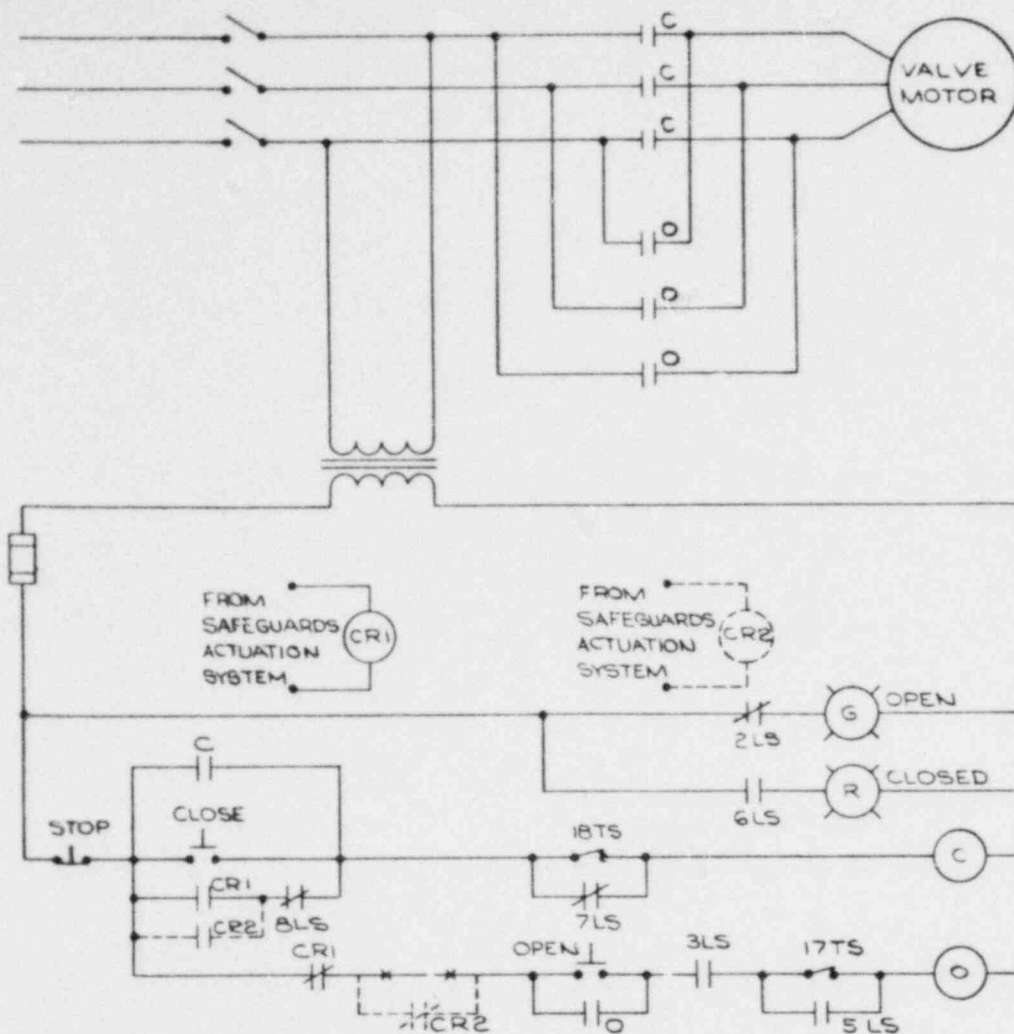 C
C
C
VALVE
MOTOR
O
O
O
FROM
SAFEGUARDS
ACTUATION
SYSTEM
CR1
FROM
SAFEGUARDS
ACTUATION
SYSTEM
CR2
2LS
G
OPEN
6LS
R
CLOSED
C
STOP
CLOSE
18TS
C
CR1
8LS
7LS
CR2
CR1
OPEN
3LS
17TS
O
CR2
O
5LS